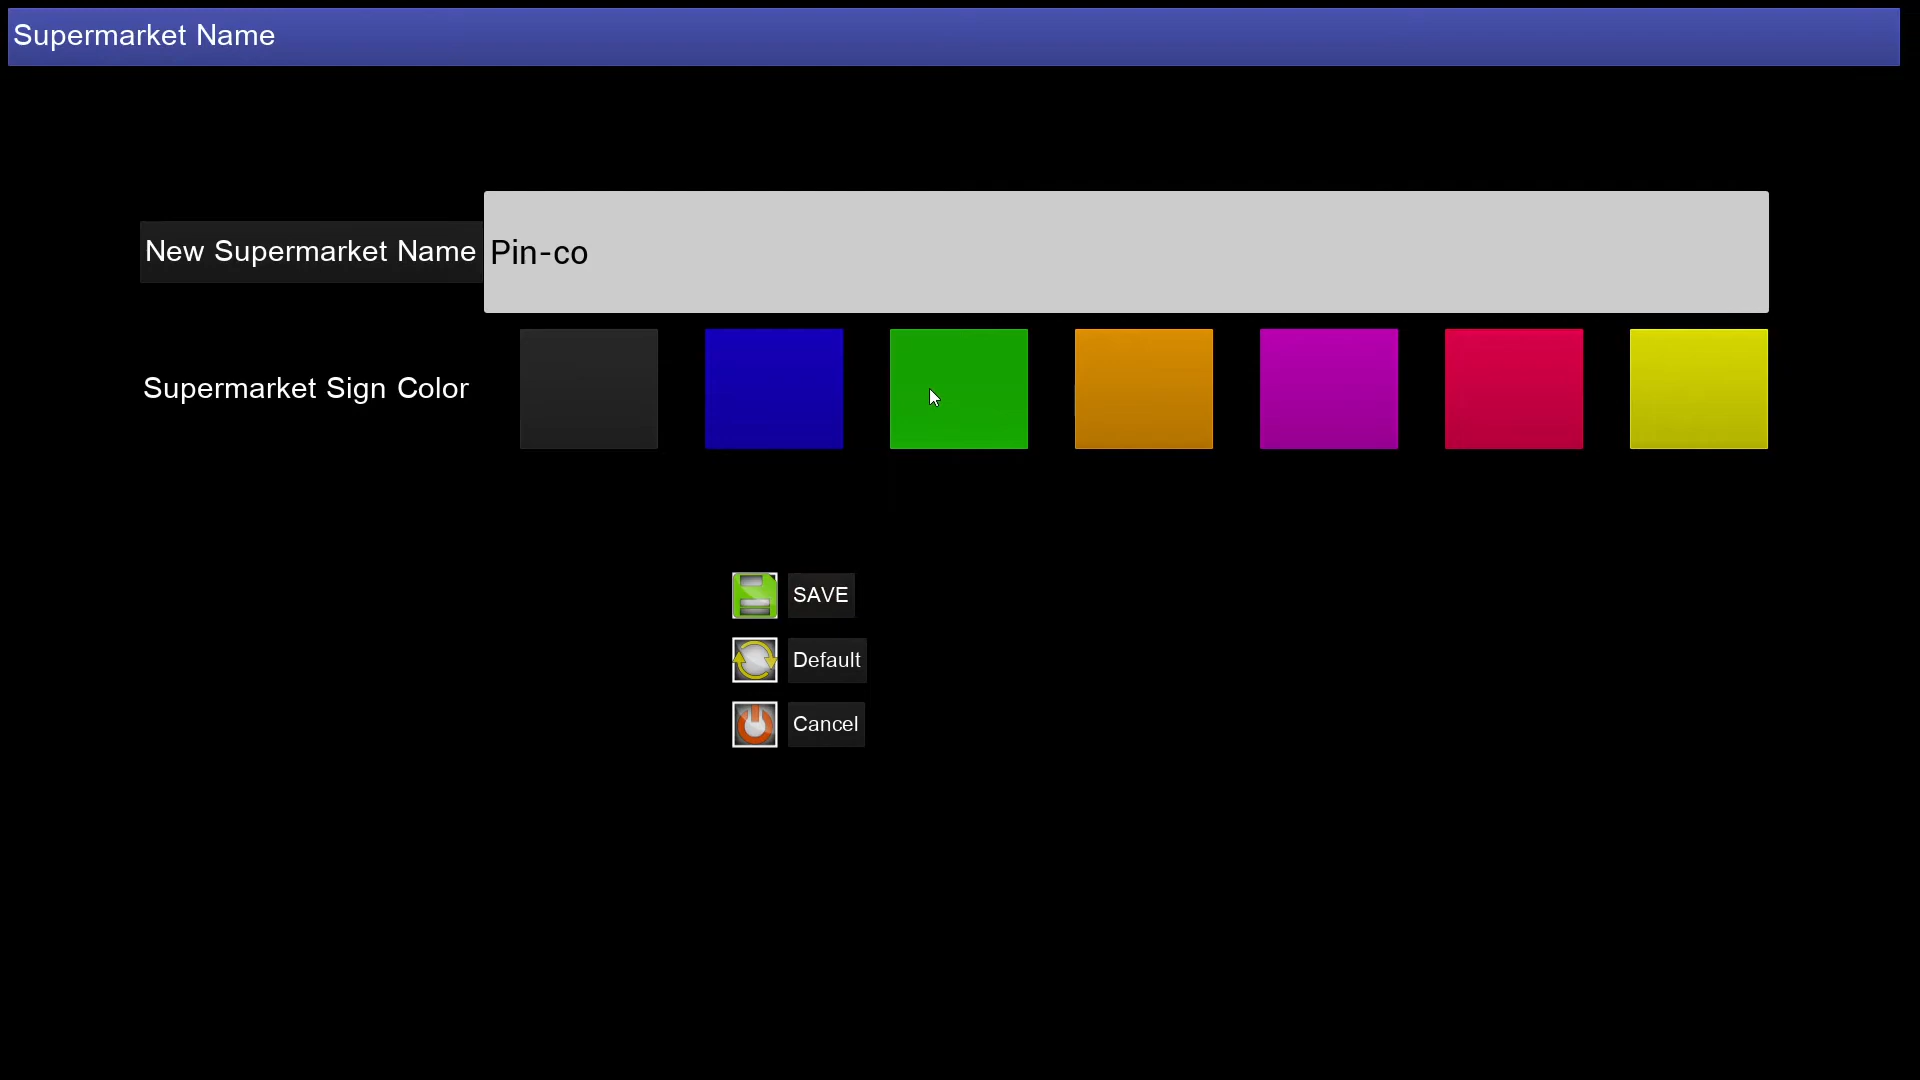 Supermarket Name
New Supermarket Name
Pin-co
Supermarket Sign Color
SAVE
Default
Cancel